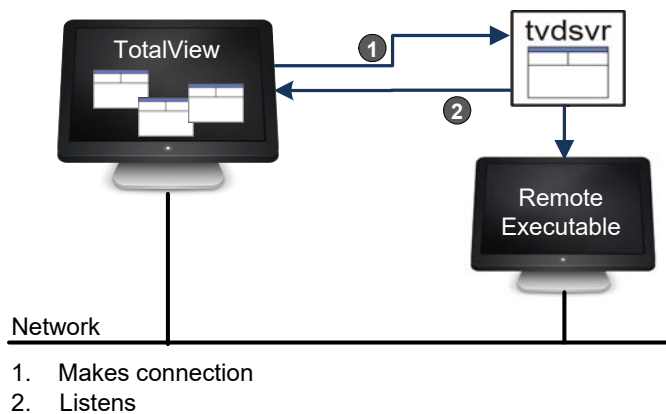 TotalView
1
tvdsvr
2
Remote
Executable
Network
1. Makes connection
2. Listens